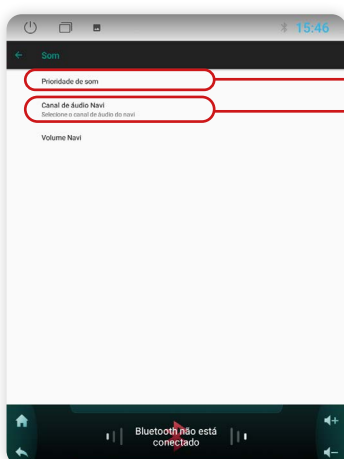 15:46
Som
Prioridade de som
Canal de áudio Navi
Selecione o canal de áudio do navi
Volume Navi
Bluetooth não está
conectado